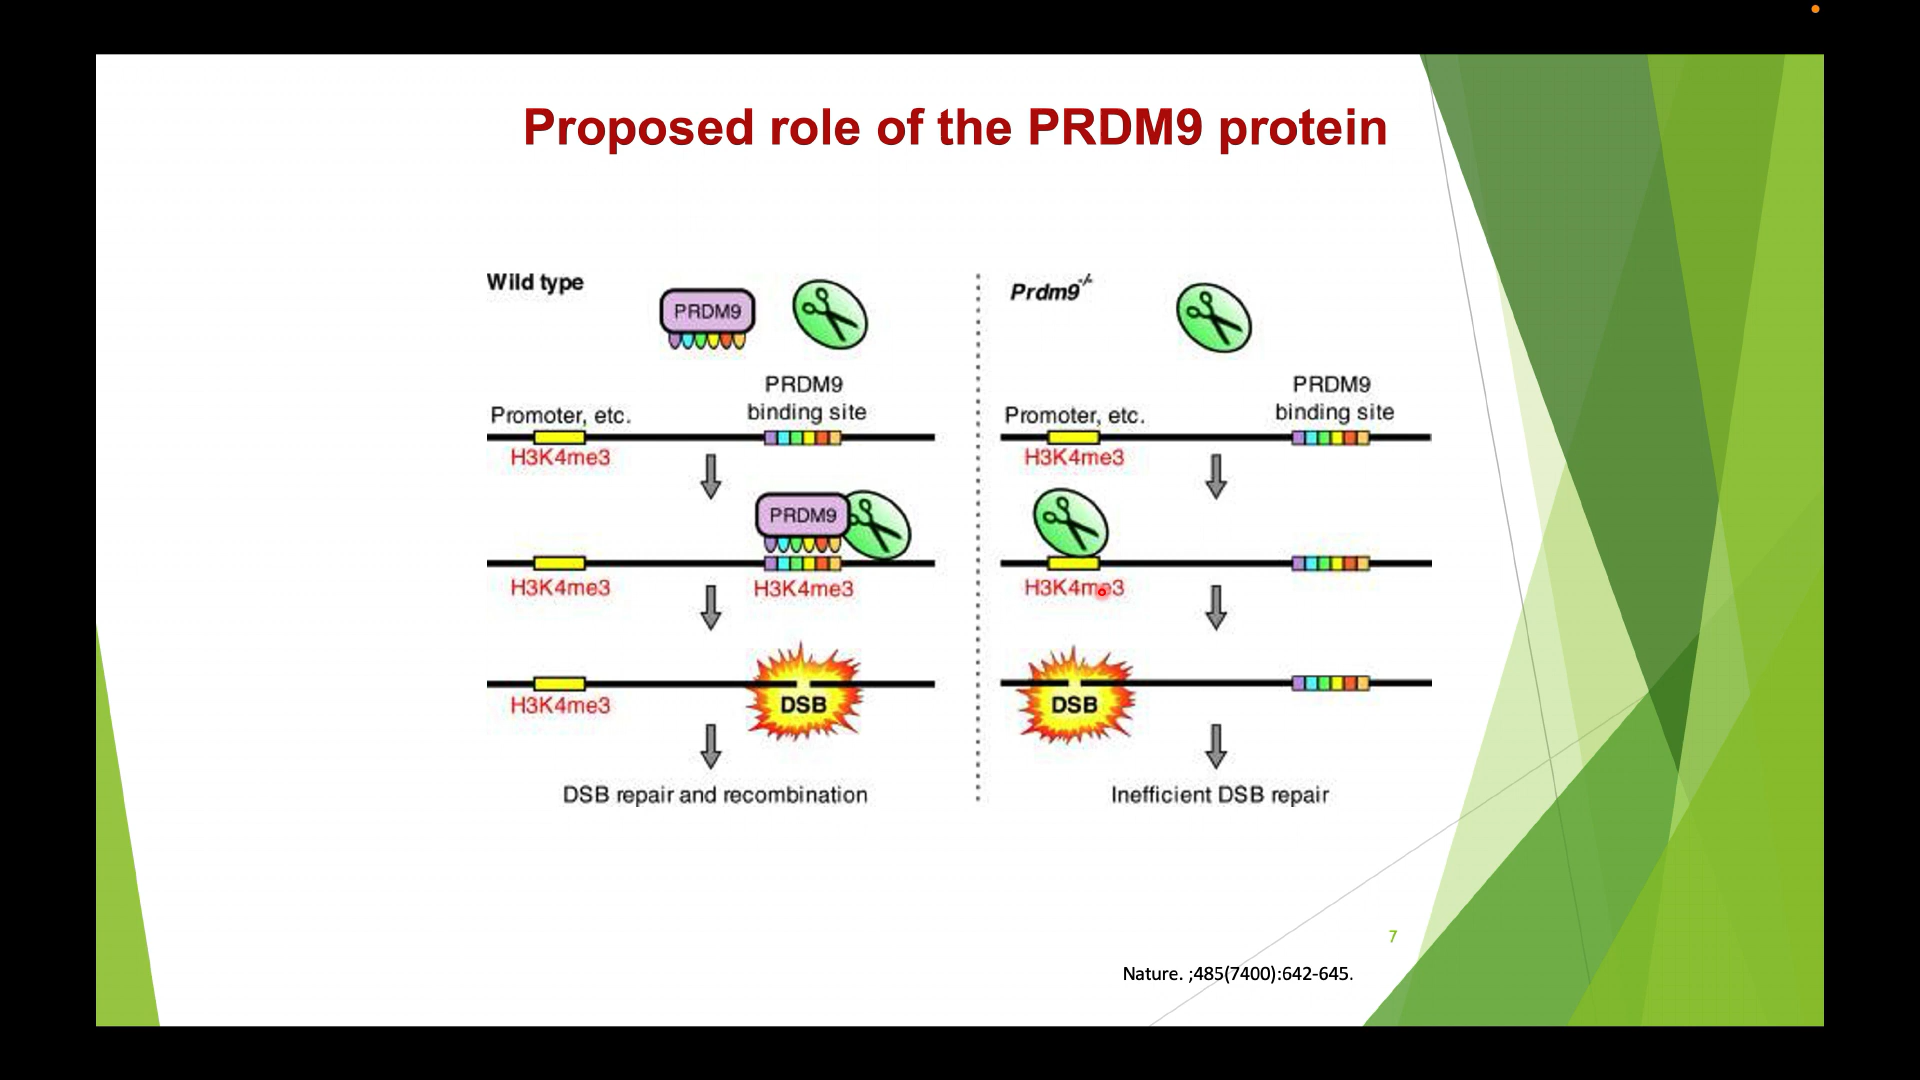 Proposed role of the PRDM9 protein
Wild type
PRDM9
PRDM9
binding site
Promoter, etc.
H3K4me3
PRDM9
H3K4me3
H3K4me3
H3K4me3
DSB
DSB repair and recombination
Prdm9-/-
PRDM9
binding site
Promoter, etc.
H3K4me3
H3K4me3
DSB
Inefficient DSB repair
7
Nature. ;485(7400):642-645.